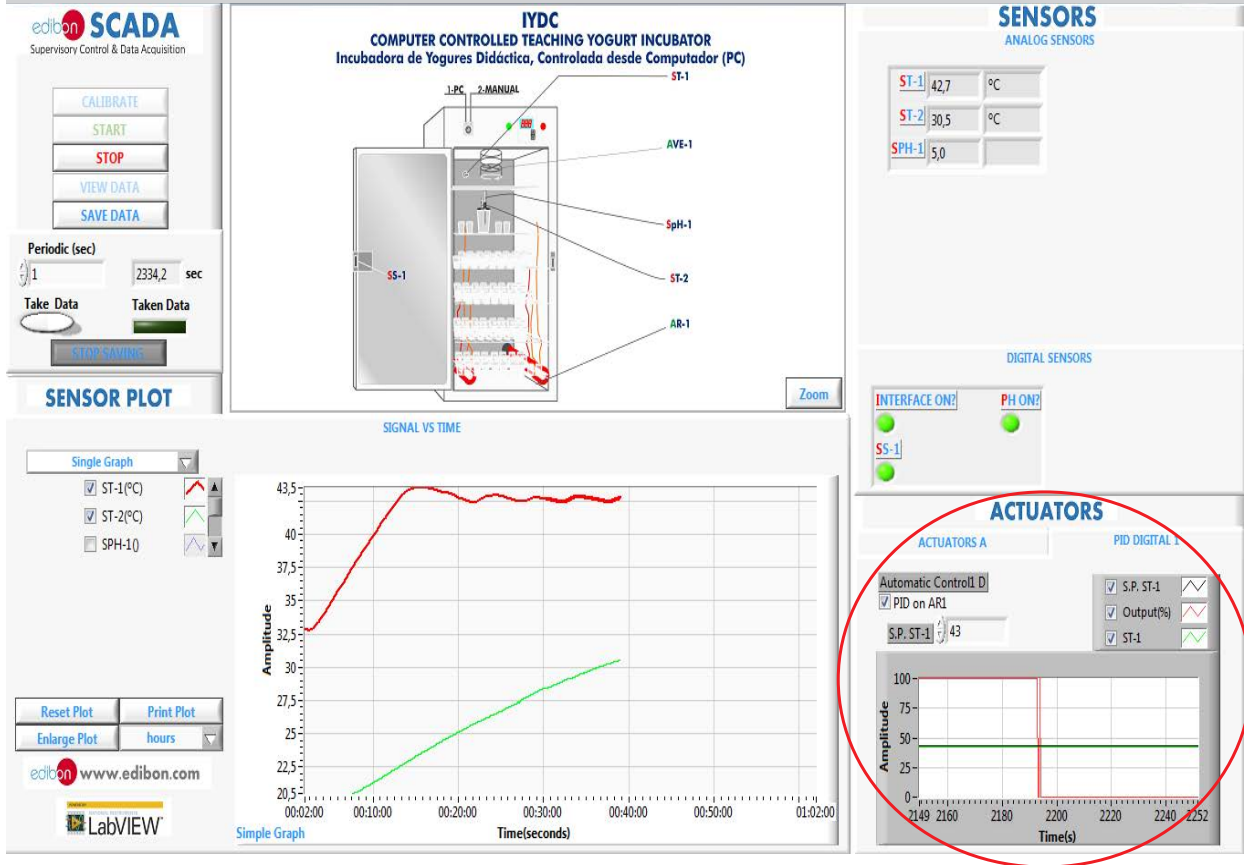 edibon SCADA
Supervisory Control & Data Acquisition
CALIBRATE
START
STOP
VIEW DATA
SAVE DATA
Periodic (sec)
1
2334,2 sec
Take Data
Taken Data
STOP SAVING
IYDC
COMPUTER CONTROLLED TEACHING YOGURT INCUBATOR
Incubadora de Yogures Didáctica, Controlada desde Computador (PC)
1-PC 2-MANUAL
ST-1
AVE-1
SpH-1
ST-2
AR-1
SS-1
Zoom
SENSORS
ANALOG SENSORS
ST-1 42,7 ºC
ST-2 30,5 ºC
SPH-1 5,0
DIGITAL SENSORS
INTERFACE ON?
PH ON?
SS-1
SENSOR PLOT
Single Graph
ST-1(ºC)
ST-2(ºC)
SPH-1()
Reset Plot
Print Plot
Enlarge Plot
hours
edibon www.edibon.com
LabVIEW
SIGNAL VS TIME
Amplitude
43,5
40
37,5
35
32,5
30
27,5
25
22,5
20,5
00:02:00 00:10:00 00:20:00 00:30:00 00:40:00 00:50:00 01:02:00
Simple Graph
Time(seconds)
ACTUATORS
ACTUATORS A
PID DIGITAL 1
Automatic Control1 D
PID on AR1
S.P. ST-1 43
S.P. ST-1
Output(%)
ST-1
Amplitude
100
75
50
25
0
2149 2160 2180 2200 2220 2240 2252
Time(s)